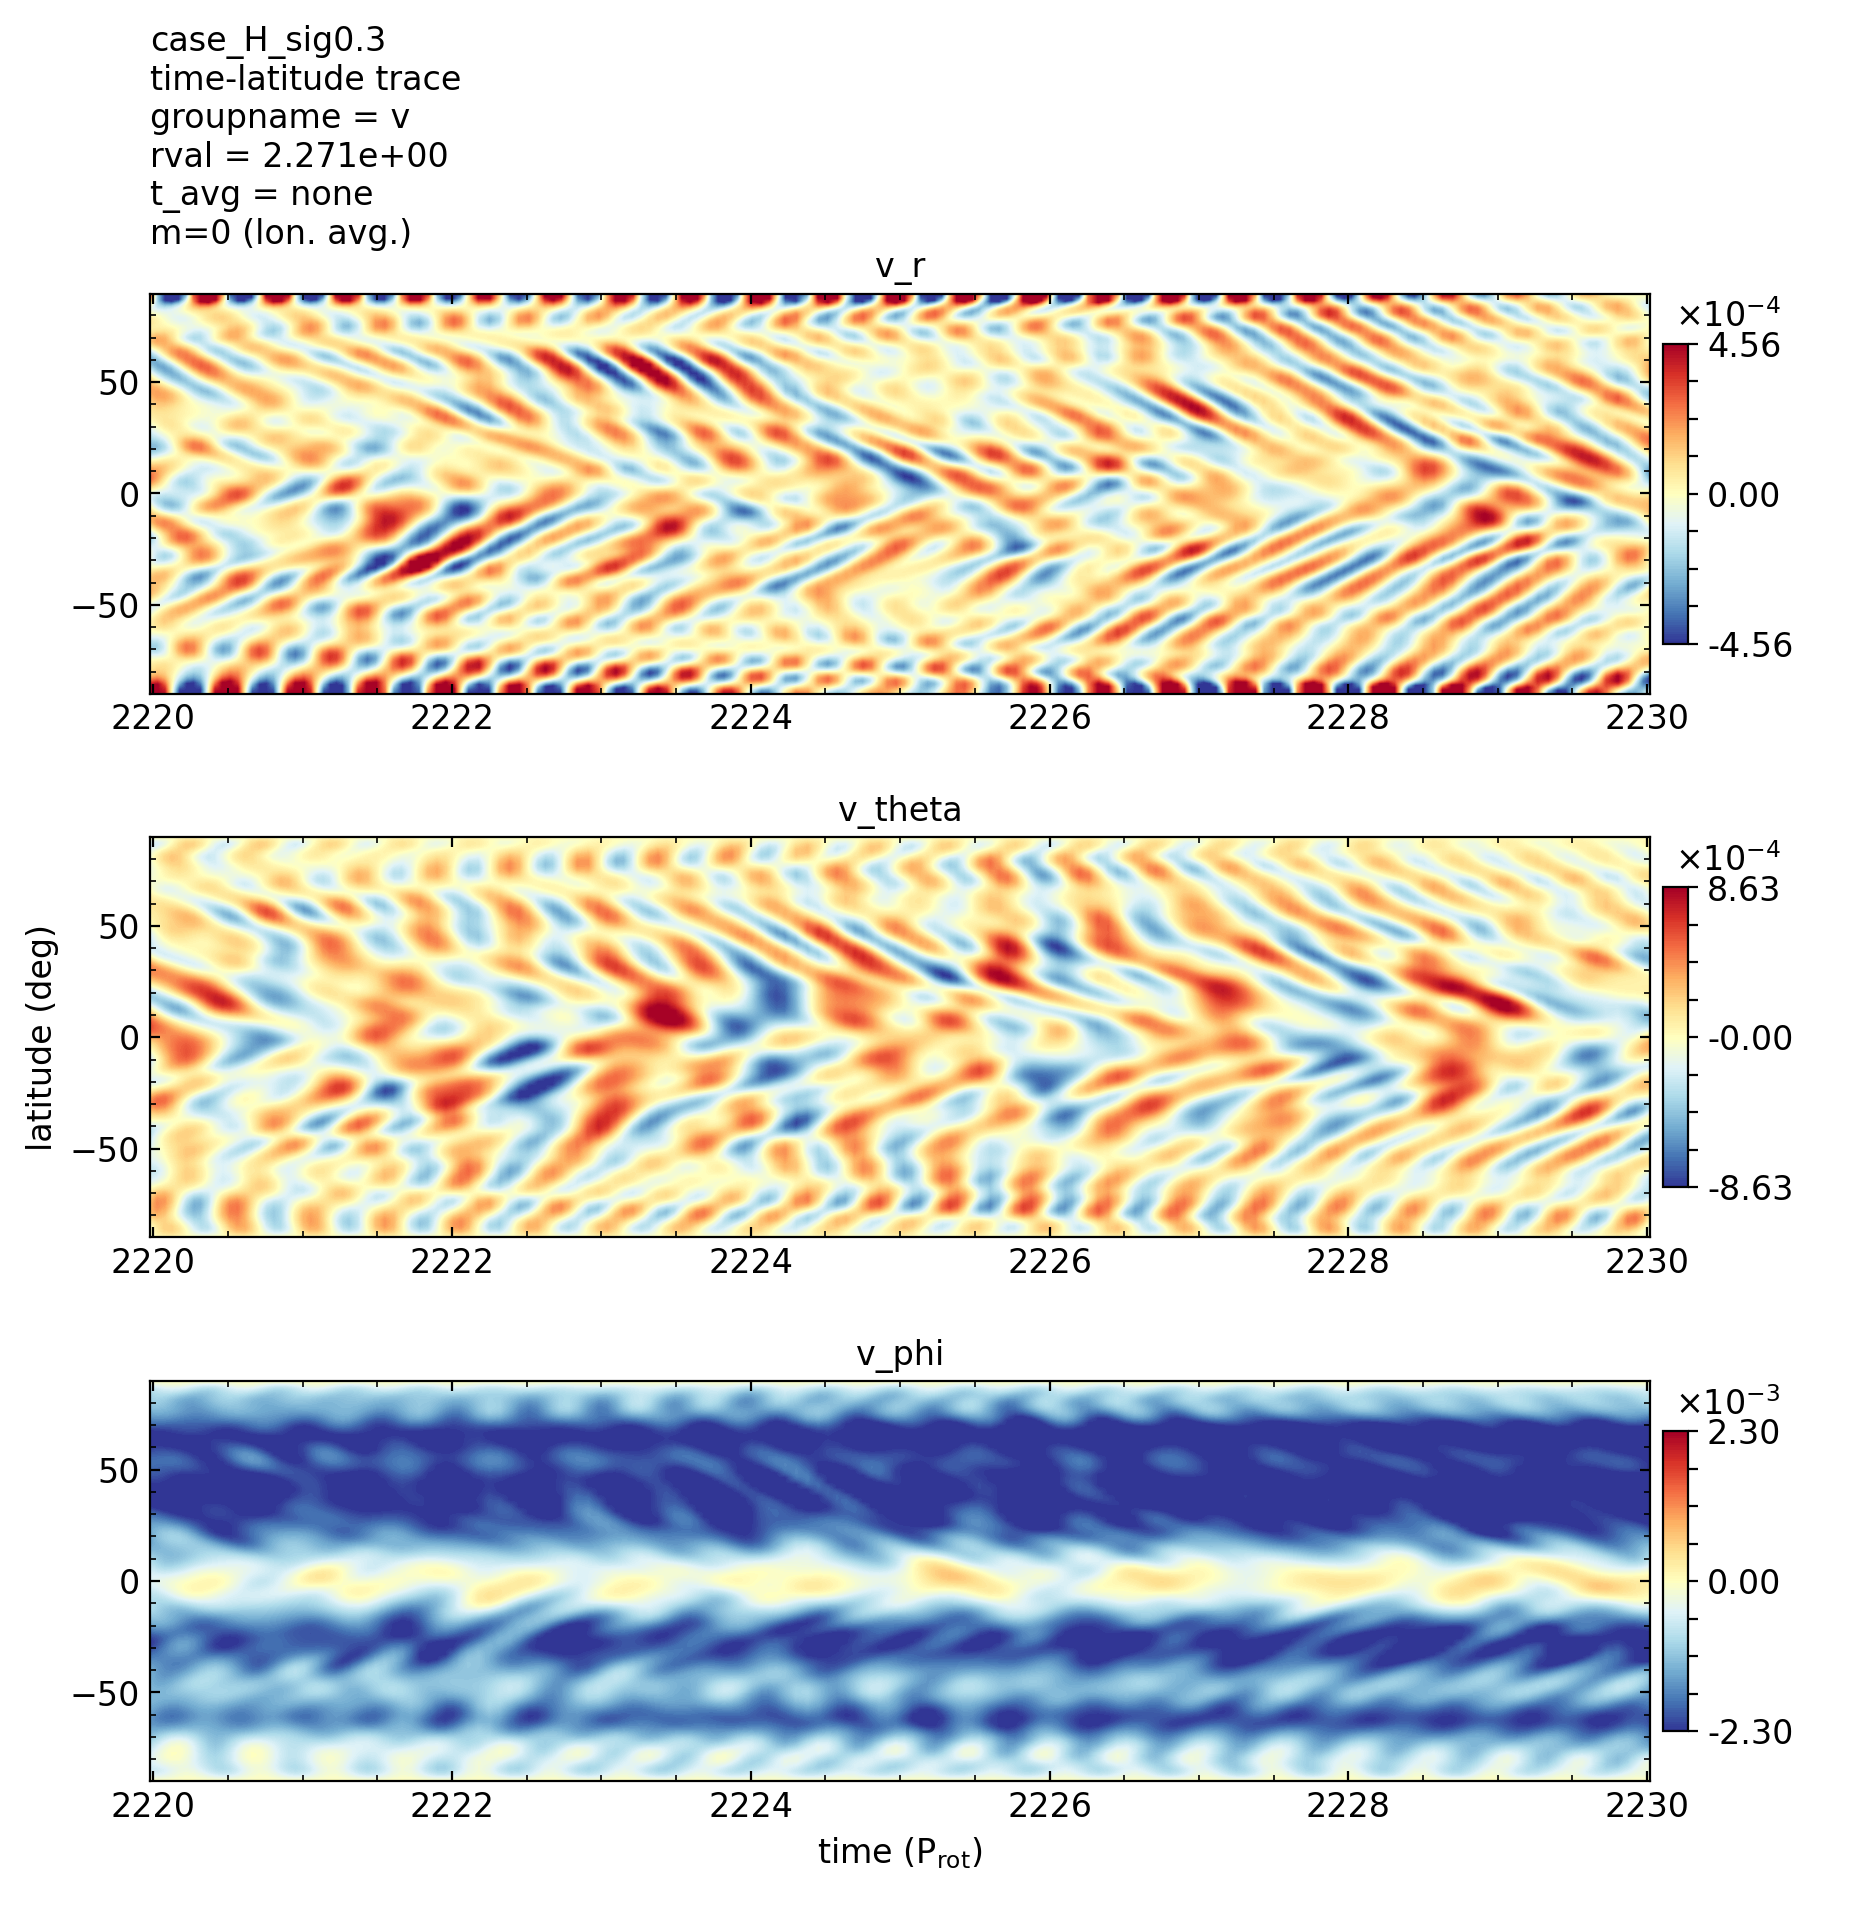 case_H_sig0.3
time-latitude trace
groupname = v
rval = 2.271e+00
t_avg = none
m=0 (lon. avg.)
v_r
×10⁻⁴
4.56
0.00
-4.56
50
0
−50
2220 2222 2224 2226 2228 2230
v_theta
×10⁻⁴
8.63
-0.00
-8.63
latitude (deg)
50
0
−50
2220 2222 2224 2226 2228 2230
v_phi
×10⁻³
2.30
0.00
-2.30
50
0
−50
2220 2222 2224 2226 2228 2230
time (P_rot)